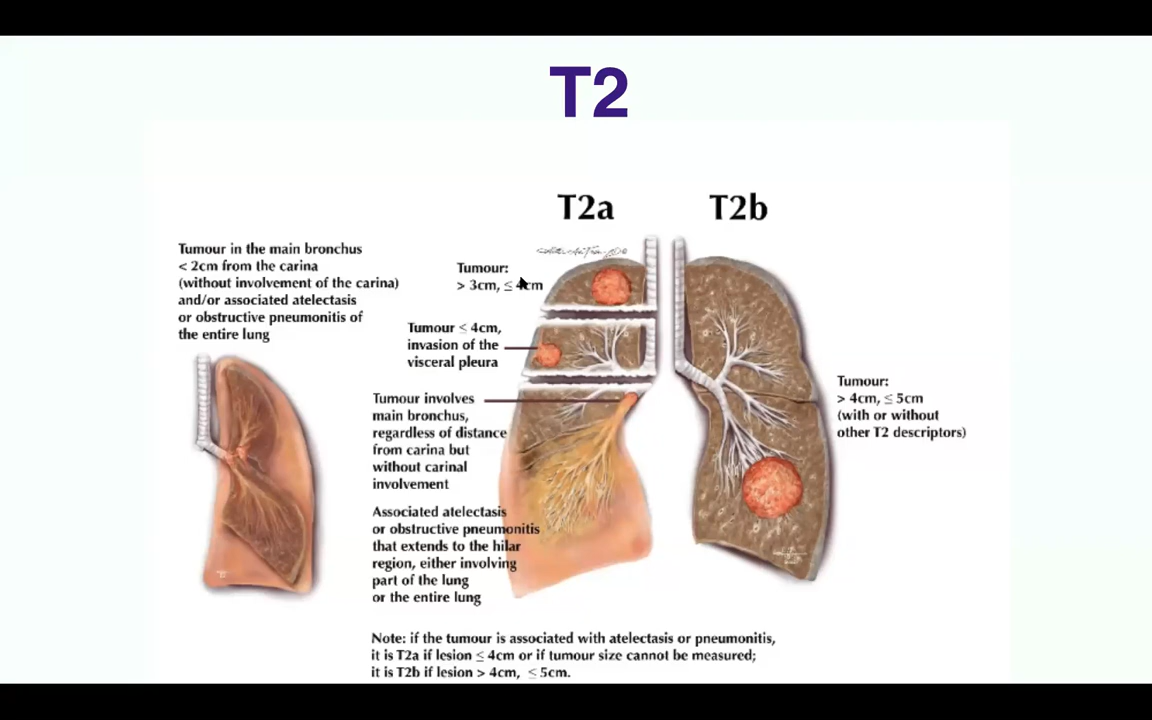 T2
T2a
T2b
Tumour in the main bronchus
< 2cm from the carina
(without involvement of the carina)
and/or associated atelectasis
or obstructive pneumonitis of
the entire lung
Tumour:
> 3cm, ≤ 4cm
Tumour ≤ 4cm,
invasion of the
visceral pleura
Tumour involves
main bronchus,
regardless of distance
from carina but
without carinal
involvement
Associated atelectasis
or obstructive pneumonitis
that extends to the hilar
region, either involving
part of the lung
or the entire lung
Tumour:
> 4cm, ≤ 5cm
(with or without
other T2 descriptors)
Note: if the tumour is associated with atelectasis or pneumonitis,
it is T2a if lesion ≤ 4cm or if tumour size cannot be measured;
it is T2b if lesion > 4cm, ≤ 5cm.